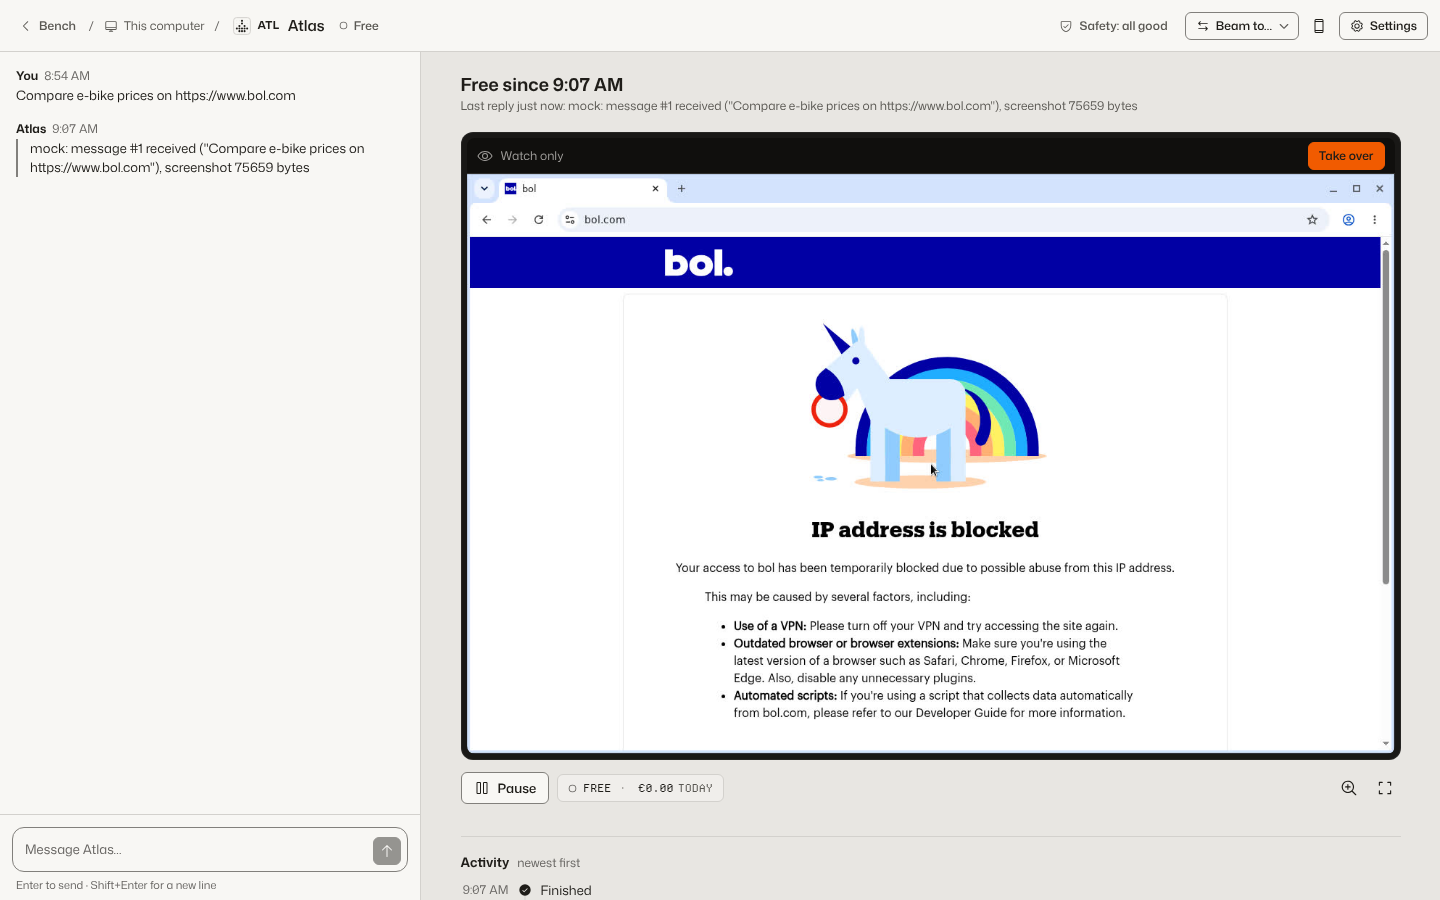 Bench / This computer / ATL Atlas Free
Safety: all good
Beam to...
Settings
You 8:54 AM
Compare e-bike prices on https://www.bol.com
Atlas 9:07 AM
mock: message #1 received ("Compare e-bike prices on
https://www.bol.com"), screenshot 75659 bytes
Message Atlas...
Enter to send · Shift+Enter for a new line
Free since 9:07 AM
Last reply just now: mock: message #1 received ("Compare e-bike prices on https://www.bol.com"), screenshot 75659 bytes
Watch only
Take over
bol. bol
bol.com
bol.
IP address is blocked
Your access to bol has been temporarily blocked due to possible abuse from this IP address.
This may be caused by several factors, including:
• Use of a VPN: Please turn off your VPN and try accessing the site again.
• Outdated browser or browser extensions: Make sure you're using the
latest version of a browser such as Safari, Chrome, Firefox, or Microsoft
Edge. Also, disable any unnecessary plugins.
• Automated scripts: If you're using a script that collects data automatically
from bol.com, please refer to our Developer Guide for more information.
Pause
FREE · €0.00 TODAY
Activity newest first
9:07 AM Finished